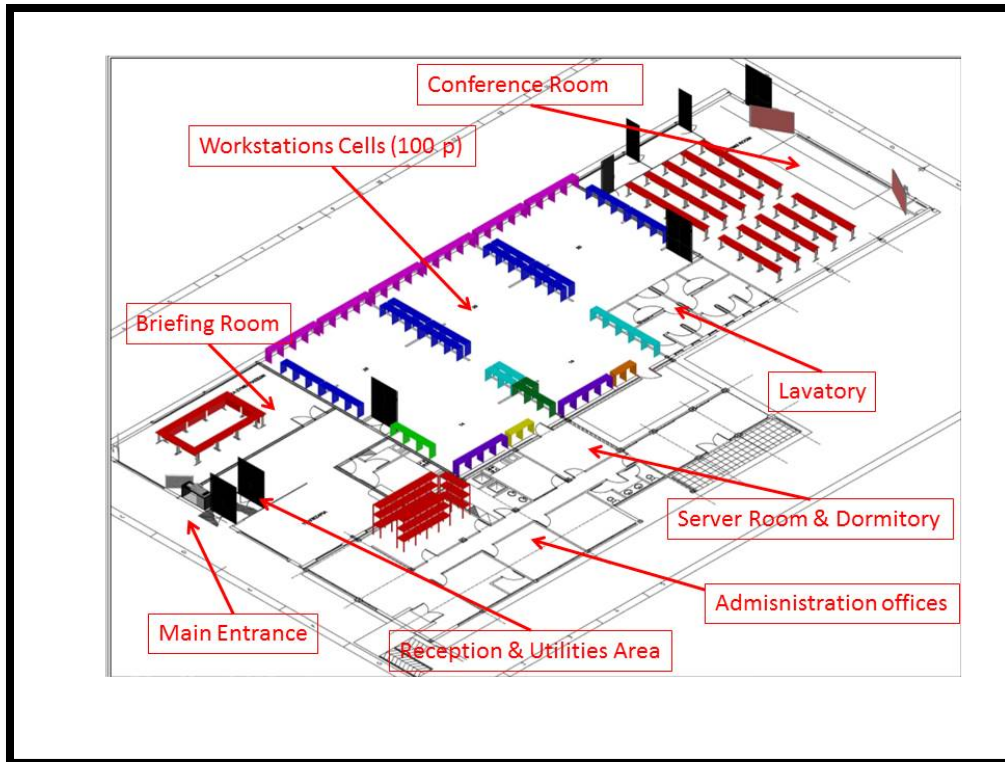 Conference Room
Workstations Cells (100 p)
Briefing Room
Lavatory
Server Room & Dormitory
Admisnistration offices
Main Entrance
Reception & Utilities Area